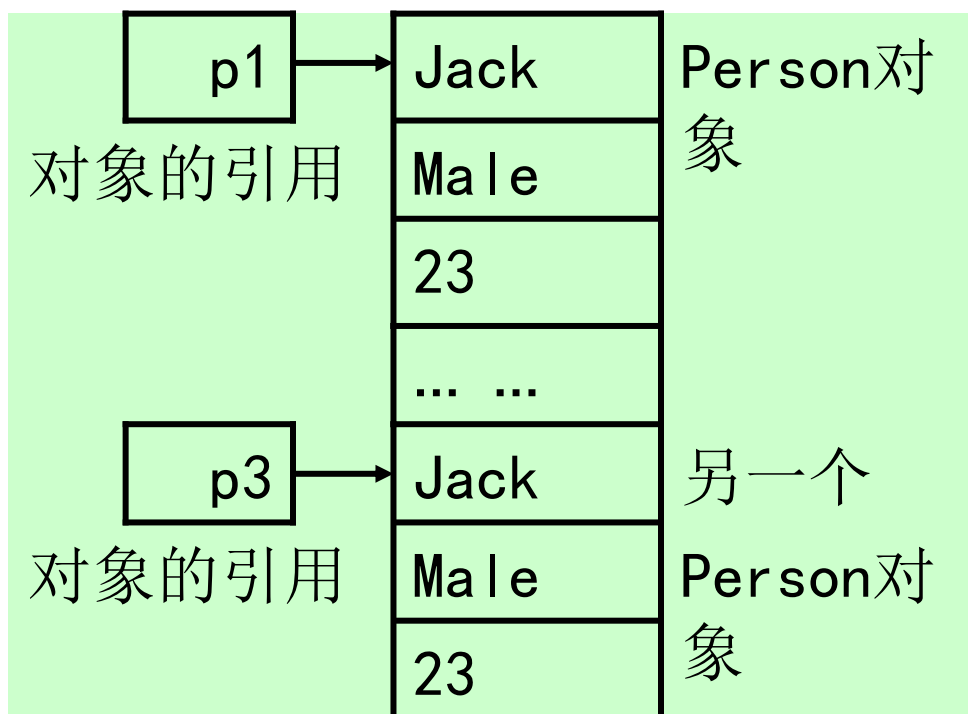 p1 Jack Person对
象
对象的引用 Male
23
… …
p3 Jack 另一个
对象的引用 Male Person对
象
23